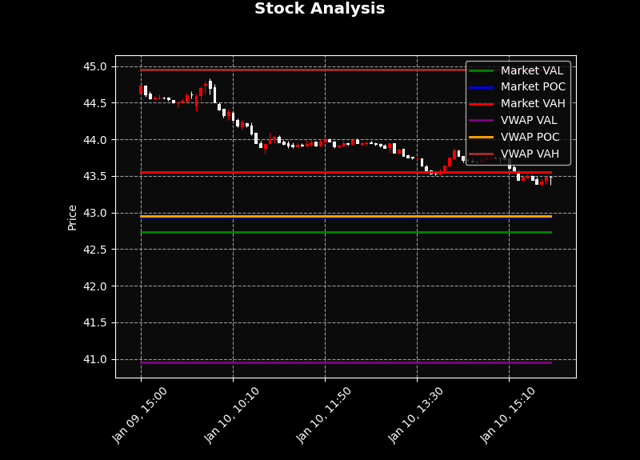 Stock Analysis
Market VAL
Market POC
Market VAH
VWAP VAL
VWAP POC
VWAP VAH
Price
45.0
44.5
44.0
43.5
43.0
42.5
42.0
41.5
41.0
Jan 09, 15:00
Jan 10, 10:10
Jan 10, 11:50
Jan 10, 13:30
Jan 10, 15:10